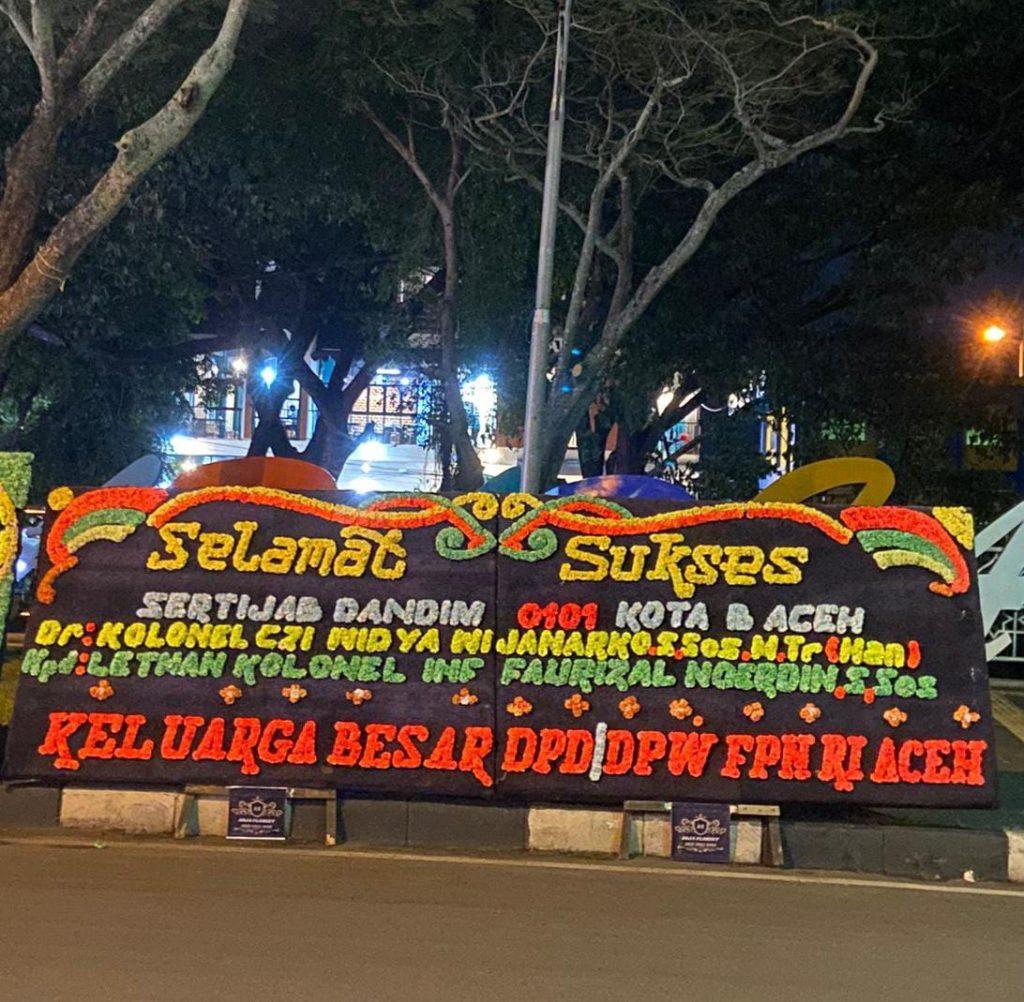 Selamat Sukses
SERTIJAB DANDIM 0101 KOTA B ACEH
Dr: KOLONEL CZI WIDYA WIJANARKO.S.Sos.M.Tr(Han)
Kpd: LETNAN KOLONEL INF FAURIZAL NOERDIN,S,Sos
KELUARGA BESAR DPD/DPW FPN RI ACEH